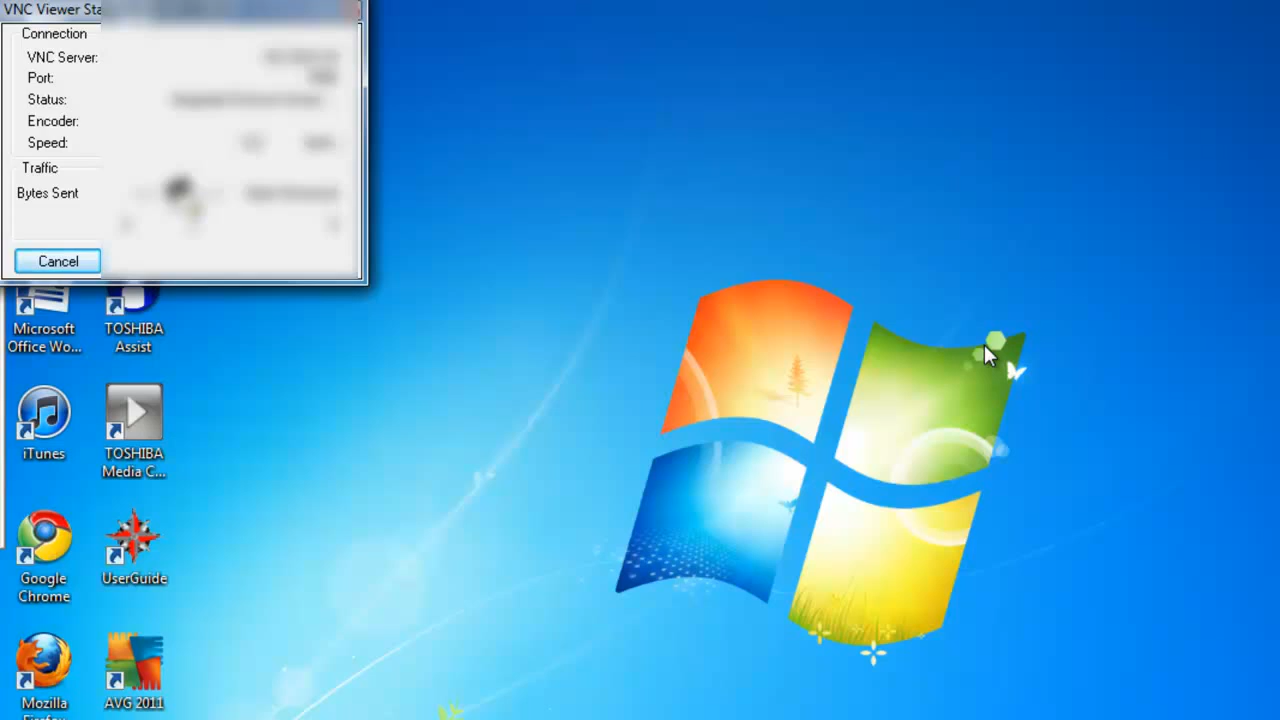 VNC Viewer Sta
Connection
VNC Server:
Port:
Status:
Encoder:
Speed:
Traffic
Bytes Sent
Cancel
Microsoft
Office Wo...
TOSHIBA
Assist
iTunes
TOSHIBA
Media C...
Google
Chrome
UserGuide
Mozilla
Firefox
AVG 2011